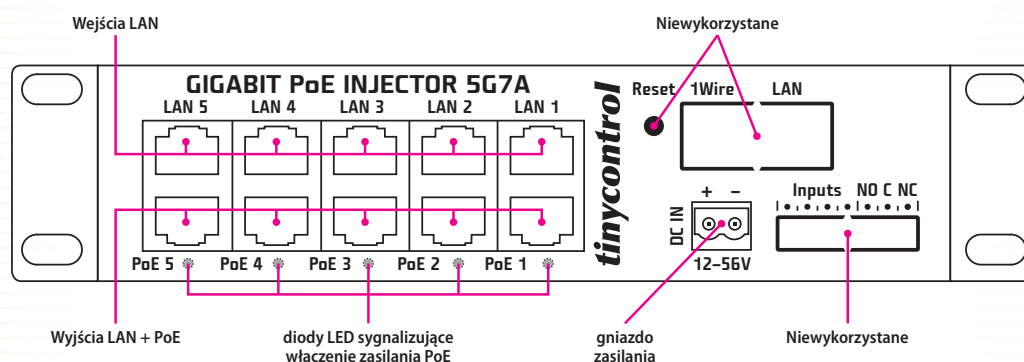 Wejścia LAN
Niewykorzystane
GIGABIT PoE INJECTOR 5G7A
LAN 5 LAN 4 LAN 3 LAN 2 LAN 1
tinycontrol
Reset 1Wire LAN
+ –
Inputs NO C NC
DC IN
12–56V
PoE 5 PoE 4 PoE 3 PoE 2 PoE 1
Wyjścia LAN + PoE
diody LED sygnalizujące
włączenie zasilania PoE
gniazdo
zasilania
Niewykorzystane